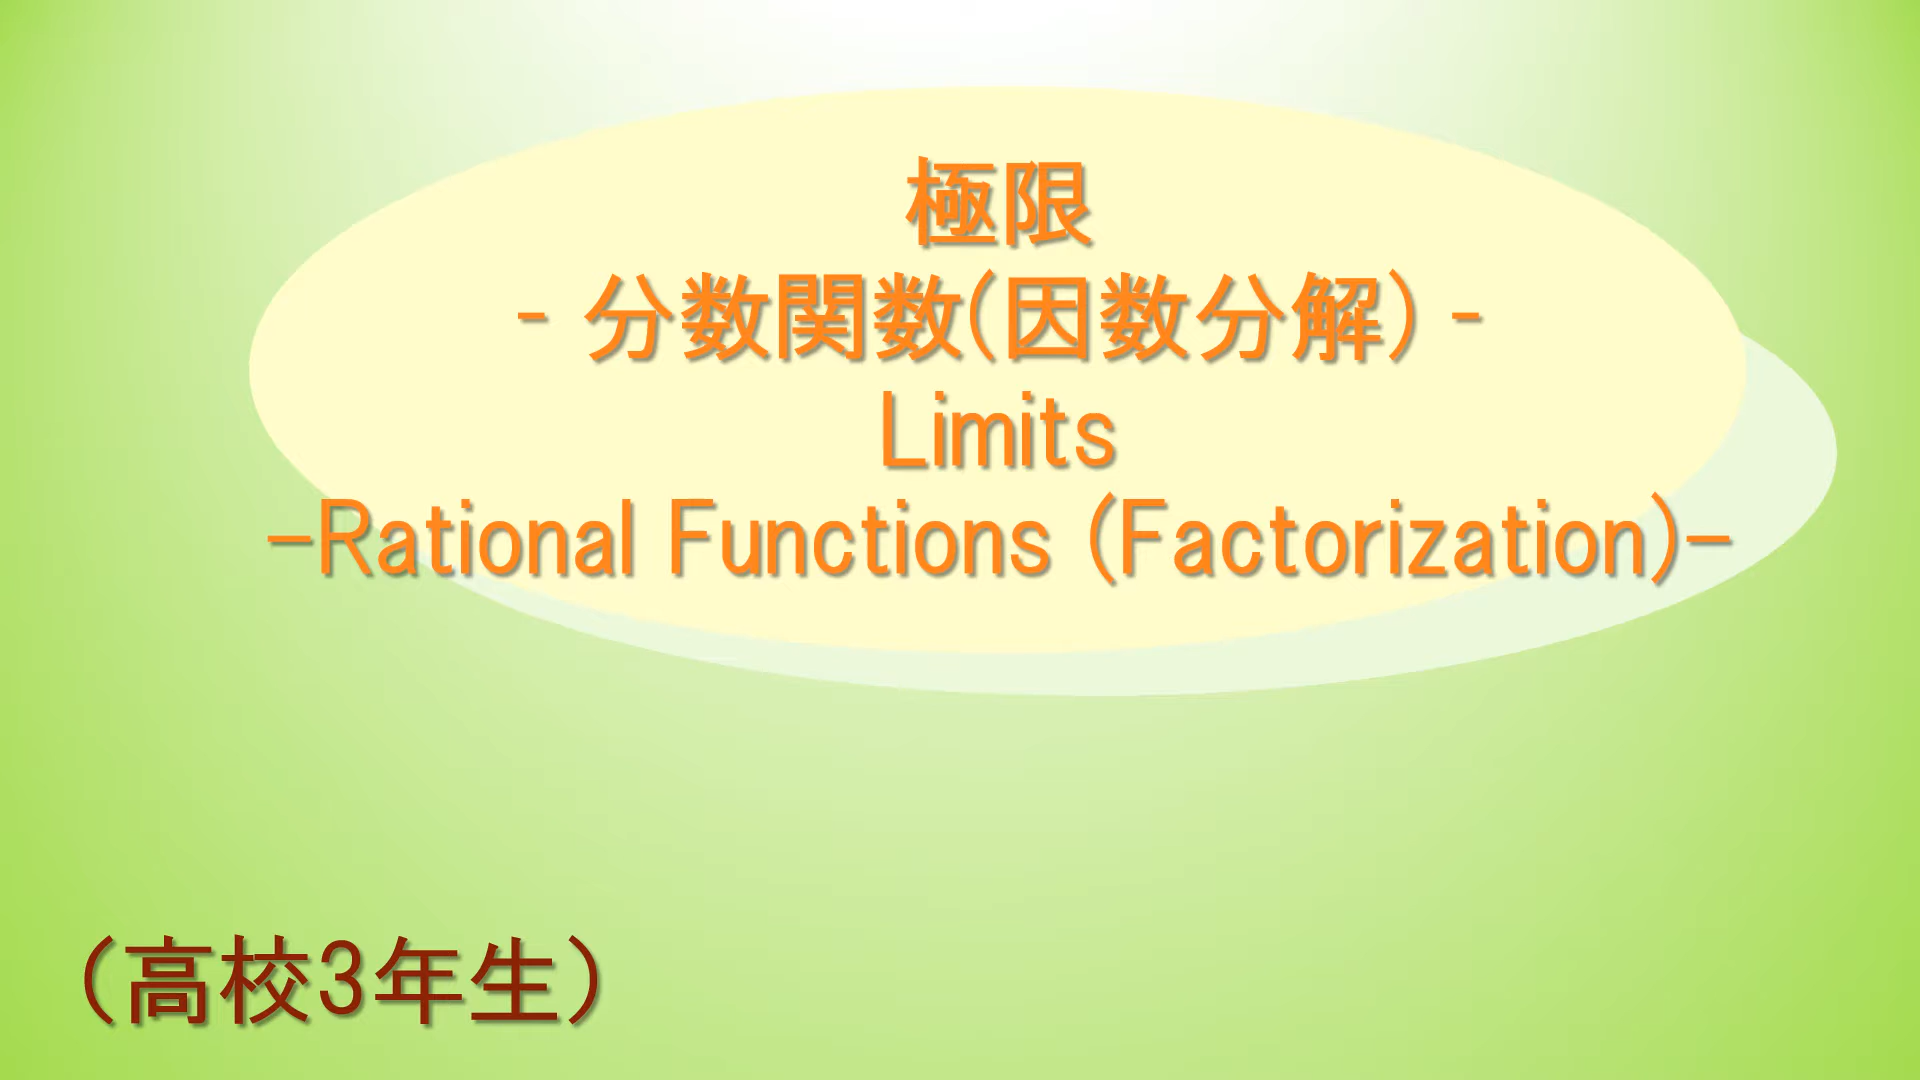 極限
- 分数関数(因数分解) -
Limits
-Rational Functions (Factorization)-
(高校3年生)